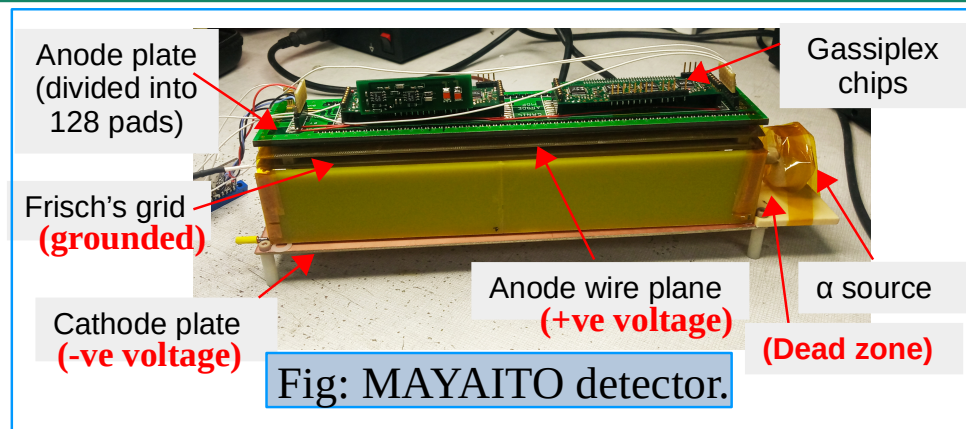 Anode plate
(divided into
128 pads)
Gassiplex
chips
Frisch's grid
(grounded)
Anode wire plane
(+ve voltage)
α source
Cathode plate
(-ve voltage)
(Dead zone)
Fig: MAYAITO detector.